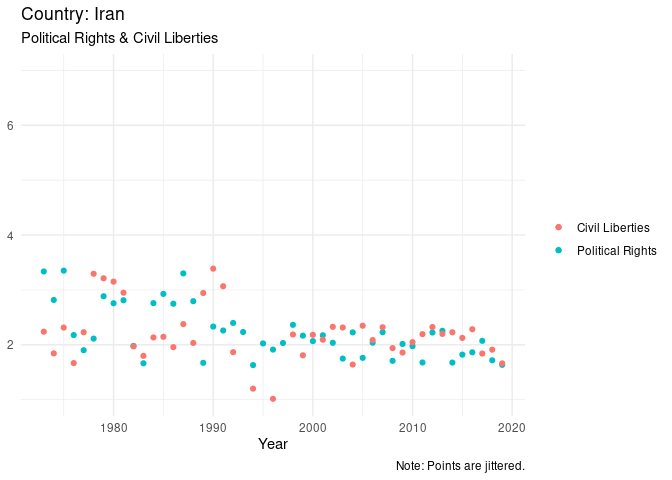 Country: Iran
Political Rights & Civil Liberties
6
4
2
1980 1990 2000 2010 2020
Year
Civil Liberties
Political Rights
Note: Points are jittered.